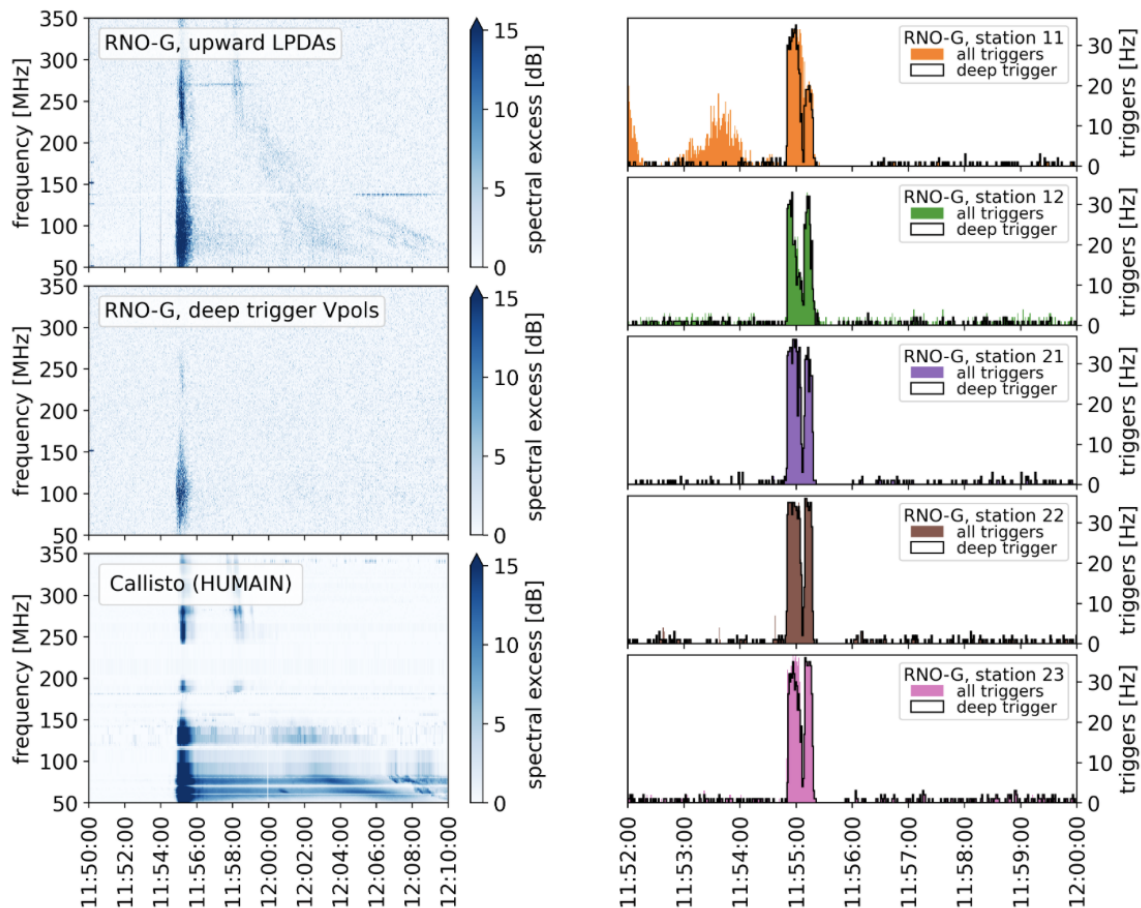 RNO-G, upward LPDAs
frequency [MHz]
350
300
250
200
150
100
50
15
10
5
0
spectral excess [dB]
RNO-G, deep trigger Vpols
frequency [MHz]
350
300
250
200
150
100
50
15
10
5
0
spectral excess [dB]
Callisto (HUMAIN)
frequency [MHz]
350
300
250
200
150
100
50
15
10
5
0
spectral excess [dB]
11:50:00
11:52:00
11:54:00
11:56:00
11:58:00
12:00:00
12:02:00
12:04:00
12:06:00
12:08:00
12:10:00
RNO-G, station 11
all triggers
deep trigger
30
20
10
0
triggers [Hz]
RNO-G, station 12
all triggers
deep trigger
30
20
10
0
triggers [Hz]
RNO-G, station 21
all triggers
deep trigger
30
20
10
0
triggers [Hz]
RNO-G, station 22
all triggers
deep trigger
30
20
10
0
triggers [Hz]
RNO-G, station 23
all triggers
deep trigger
30
20
10
0
triggers [Hz]
11:52:00
11:53:00
11:54:00
11:55:00
11:56:00
11:57:00
11:58:00
11:59:00
12:00:00